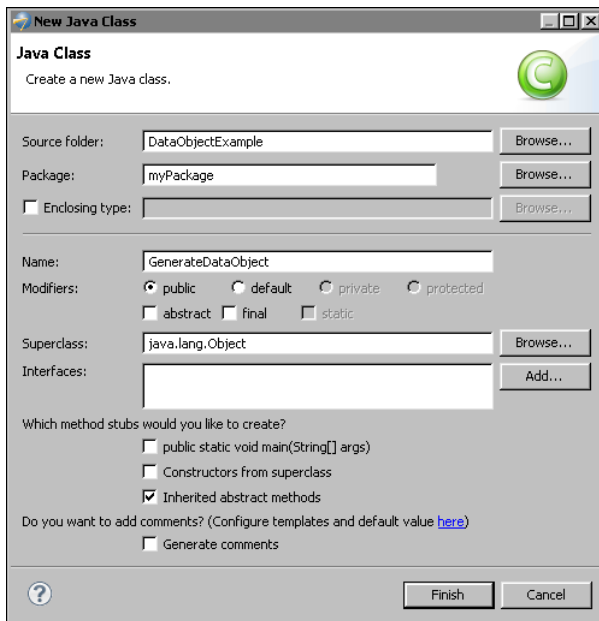 New Java Class
Java Class
Create a new Java class.
C
Source folder: DataObjectExample Browse...
Package: myPackage Browse...
Enclosing type: Browse...
Name: GenerateDataObject
Modifiers: public default private protected
abstract final static
Superclass: java.lang.Object Browse...
Interfaces: Add...
Which method stubs would you like to create?
public static void main(String[] args)
Constructors from superclass
Inherited abstract methods
Do you want to add comments? (Configure templates and default value here)
Generate comments
? Finish Cancel